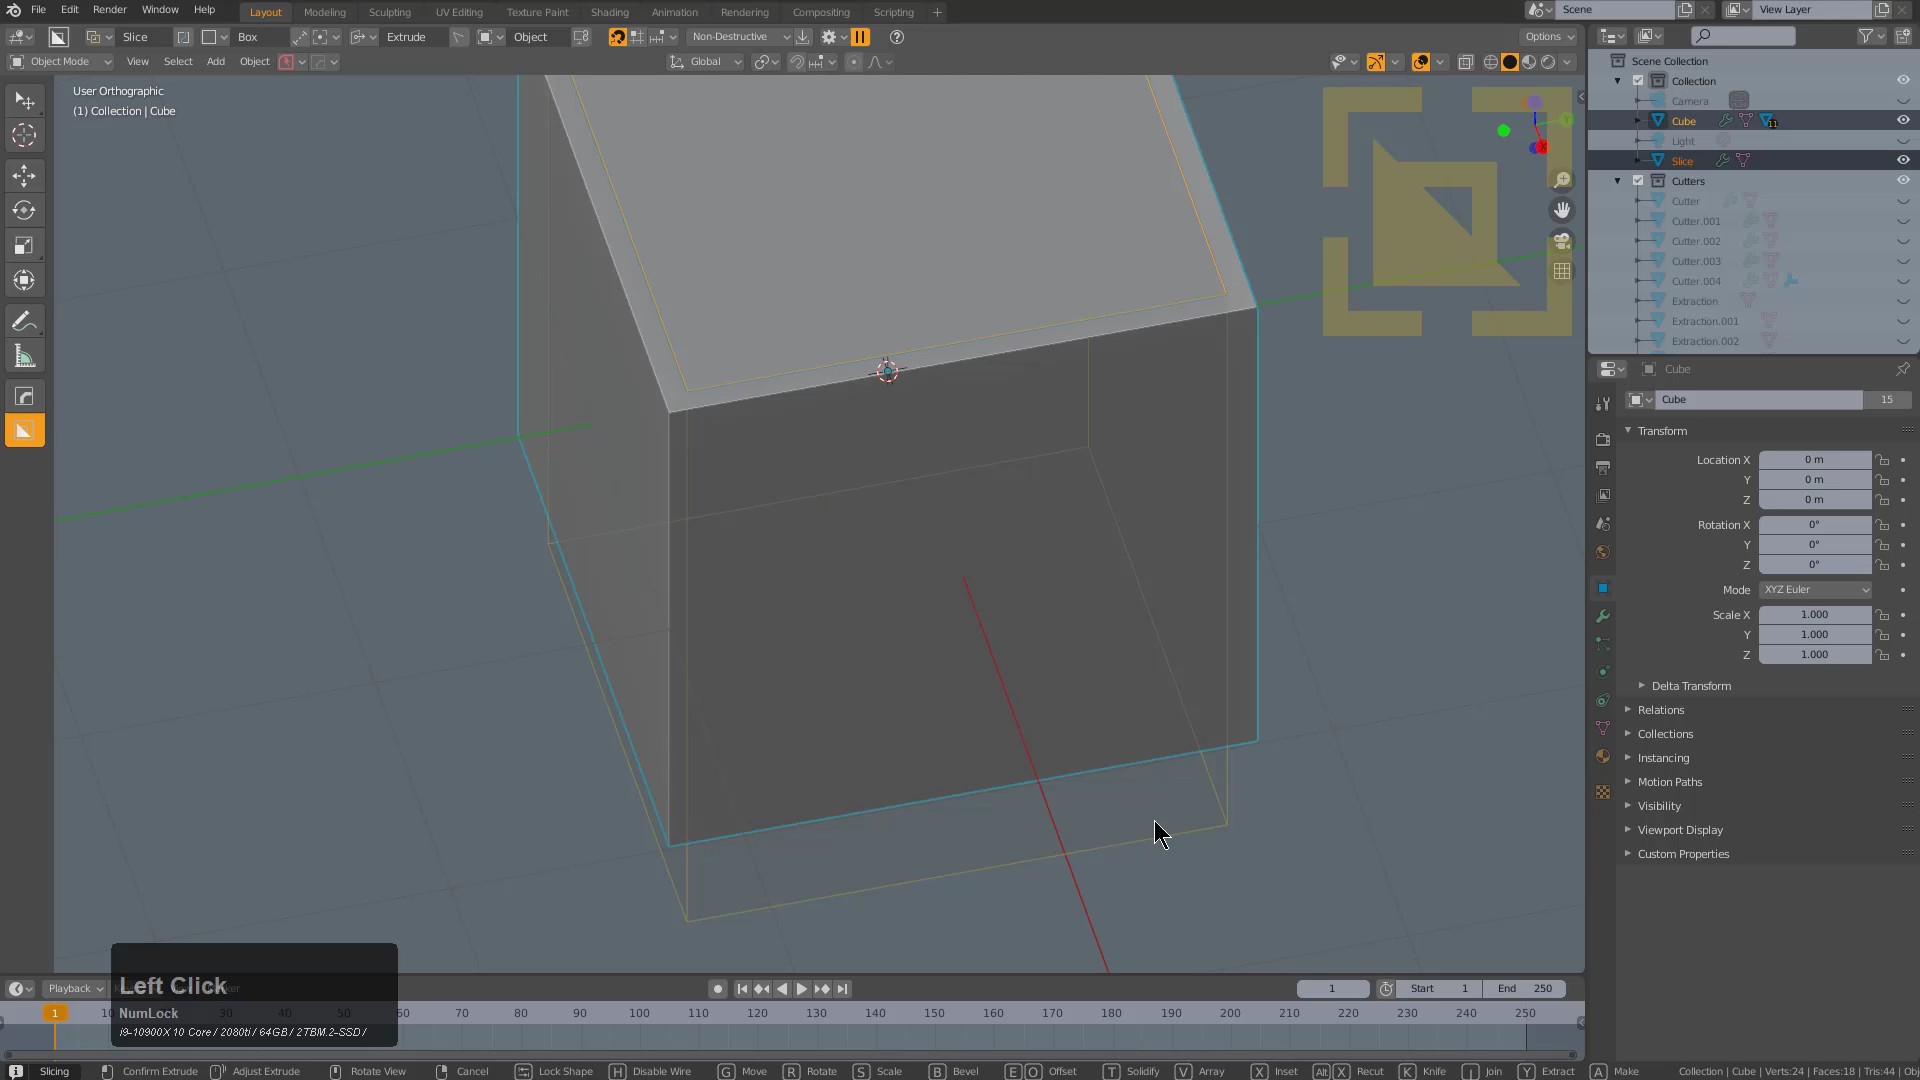 File Edit Render Window Help Layout Modeling Sculpting UV Editing Texture Paint Shading Animation Rendering Compositing Scripting + Scene View Layer
Slice Box Extrude Object Non-Destructive Options
Object Mode View Select Add Object Global
User Orthographic
(1) Collection | Cube
Scene Collection
Collection
Camera
Cube 11
Light
Slice
Cutters
Cutter
Cutter.001
Cutter.002
Cutter.003
Cutter.004
Extraction
Extraction.001
Extraction.002
Cube
Cube 15
Transform
Location X 0 m
Y 0 m
Z 0 m
Rotation X 0°
Y 0°
Z 0°
Mode XYZ Euler
Scale X 1.000
Y 1.000
Z 1.000
Delta Transform
Relations
Collections
Instancing
Motion Paths
Visibility
Viewport Display
Custom Properties
Left Click
NumLock
i9-10900X 10 Core / 2080ti / 64GB / 2TBM.2-SSD /
Playback 1 Start 1 End 250
1 10 30 40 50 60 70 80 90 100 110 120 130 140 150 160 170 180 190 200 210 220 230 240 250
Slicing Confirm Extrude Adjust Extrude Rotate View Cancel Lock Shape H Disable Wire G Move R Rotate S Scale B Bevel E O Offset T Solidify V Array X Inset Alt X Recut K Knife J Join Y Extract A Make Collection | Cube | Verts:24 | Faces:18 | Tris:44 | Obj